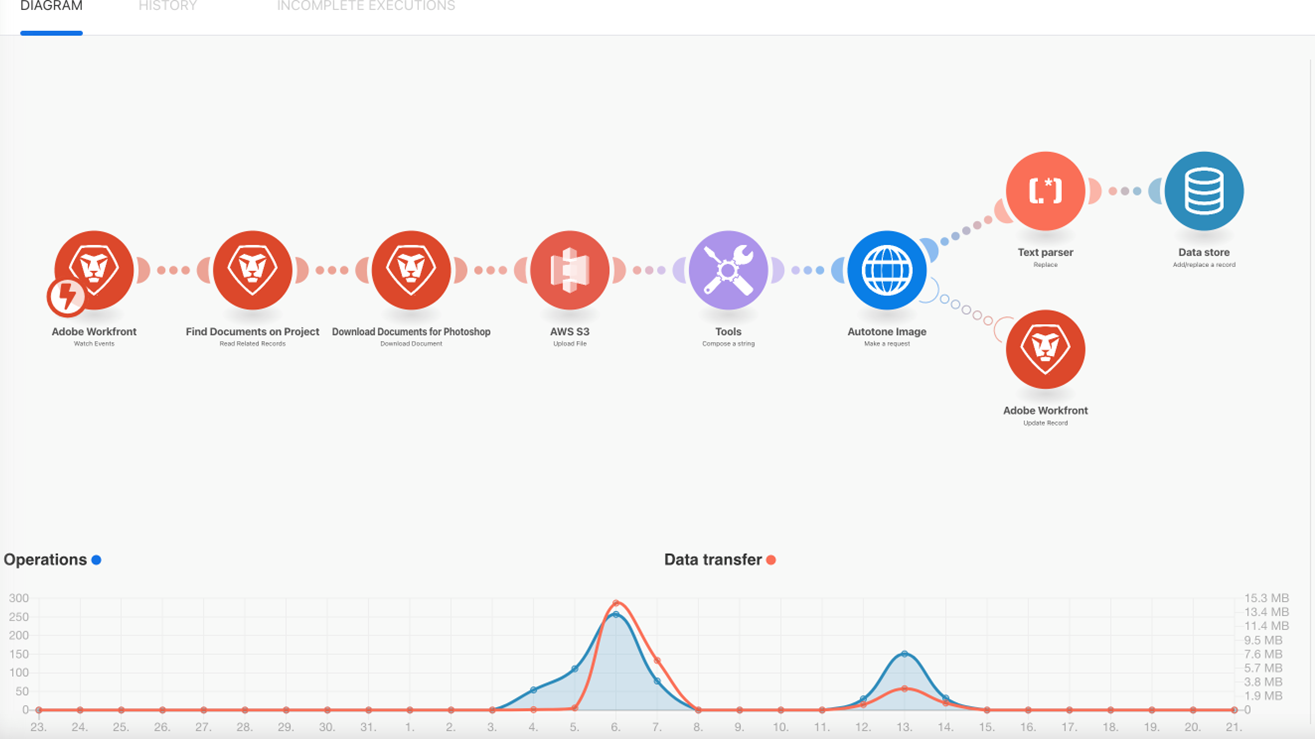 DIAGRAM HISTORY INCOMPLETE EXECUTIONS
[.*]
Text parser
Replace
Data store
Add/replace a record
Adobe Workfront
Watch Events
Find Documents on Project
Read Related Records
Download Documents for Photoshop
Download Document
AWS S3
Upload File
Tools
Compose a string
Autotone Image
Make a request
Adobe Workfront
Update Record
Operations
Data transfer
300
250
200
150
100
50
0
15.3 MB
13.4 MB
11.4 MB
9.5 MB
7.6 MB
5.7 MB
3.8 MB
1.9 MB
0
23. 24. 25. 26. 27. 28. 29. 30. 31. 1. 2. 3. 4. 5. 6. 7. 8. 9. 10. 11. 12. 13. 14. 15. 16. 17. 18. 19. 20. 21.